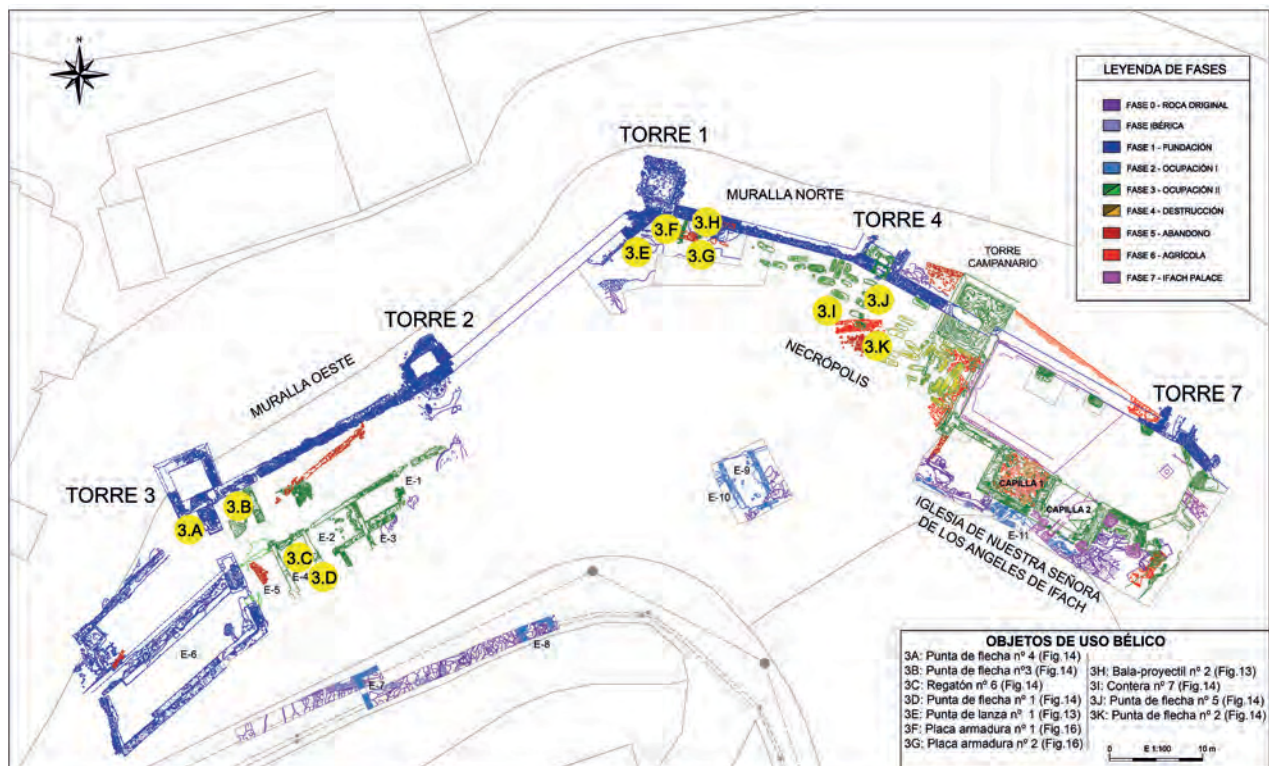 N
TORRE 1
MURALLA NORTE
TORRE 4
TORRE
CAMPANARIO
LEYENDA DE FASES
FASE 0 - ROCA ORIGINAL
FASE IBÉRICA
FASE 1 - FUNDACIÓN
FASE 2 - OCUPACIÓN I
FASE 3 - OCUPACIÓN II
FASE 4 - DESTRUCCIÓN
FASE 5 - ABANDONO
FASE 6 - AGRÍCOLA
FASE 7 - IFACH PALACE
3.H
3.F
3.E
3.G
3.J
3.I
3.K
NECRÓPOLIS
TORRE 2
MURALLA OESTE
TORRE 7
TORRE 3
3.B
3.A
E-1
E-2
E-3
3.C
E-4
3.D
E-5
E-6
E-7
E-8
E-9
E-10
CAPILLA 1
CAPILLA 2
E-11
IGLESIA DE NUESTRA SEÑORA
DE LOS ANGELES DE IFACH
OBJETOS DE USO BÉLICO
3A: Punta de flecha nº 4 (Fig.14)
3B: Punta de flecha nº3 (Fig.14)
3C: Regatón nº 6 (Fig.14)
3D: Punta de flecha nº 1 (Fig.14)
3E: Punta de lanza nº 1 (Fig.13)
3F: Placa armadura nº 1 (Fig.16)
3G: Placa armadura nº 2 (Fig.16)
3H: Bala-proyectil nº 2 (Fig.13)
3I: Contera nº 7 (Fig.14)
3J: Punta de flecha nº 5 (Fig.14)
3K: Punta de flecha nº 2 (Fig.14)
0 E 1:100 10 m